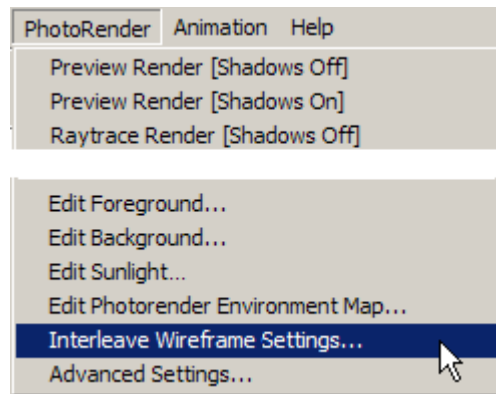 PhotoRender Animation Help
Preview Render [Shadows Off]
Preview Render [Shadows On]
Raytrace Render [Shadows Off]
Edit Foreground...
Edit Background...
Edit Sunlight...
Edit Photorender Environment Map...
Interleave Wireframe Settings...
Advanced Settings...